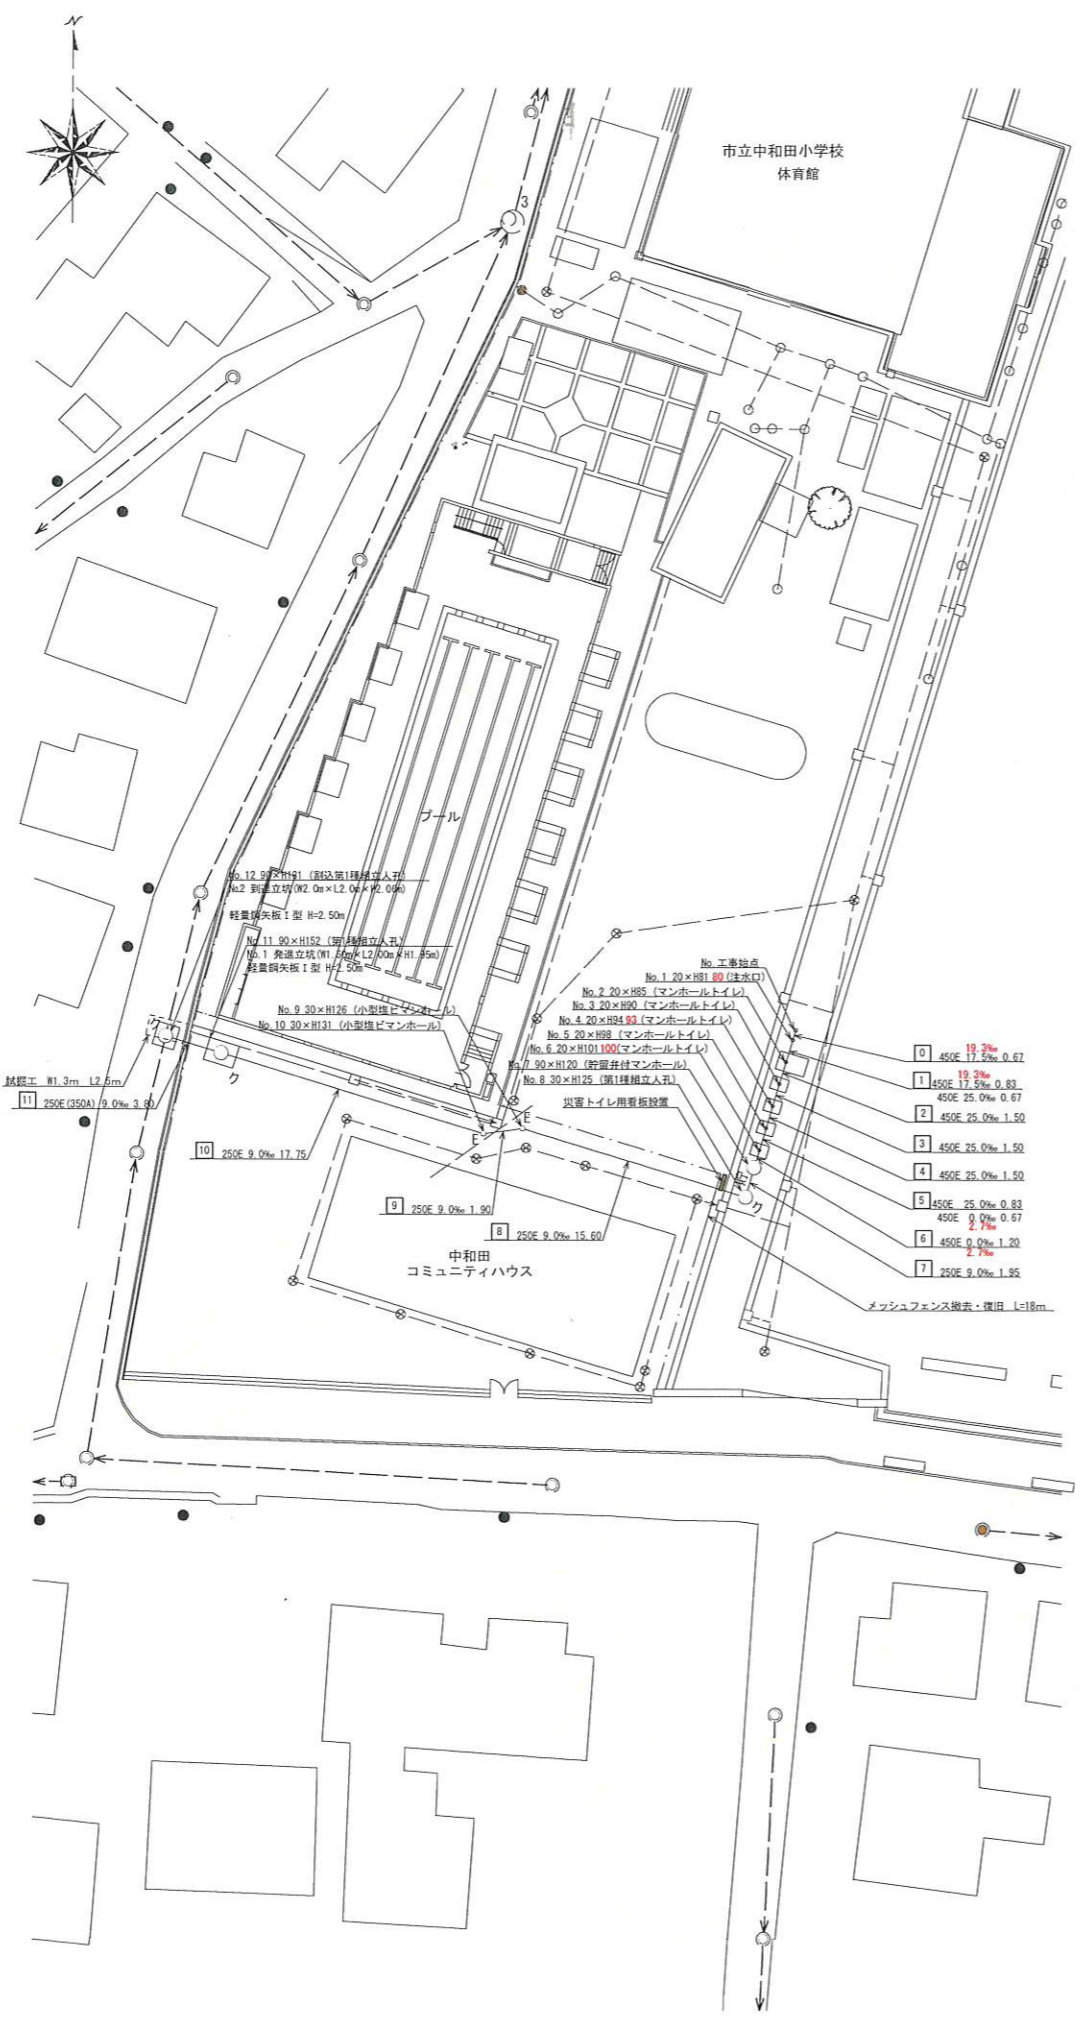 N
市立中和田小学校
体育館
3
プール
No.12 90×H191 (割込第1種組立人孔)
No.2 到達立坑(W2.0m×L2.0m×H2.06m)
軽量鋼矢板Ⅰ型 H=2.50m
No.11 90×H152 (第1種組立人孔)
No.1 発進立坑(W1.50m×L2.00m×H1.95m)
軽量鋼矢板Ⅰ型 H=2.50m
No.9 30×H126 (小型塩ビマンホール)
No.10 30×H131 (小型塩ビマンホール)
No.工事始点
No.1 20×H81 80 (注水口)
No.2 20×H85 (マンホールトイレ)
No.3 20×H90 (マンホールトイレ)
No.4 20×H94 93 (マンホールトイレ)
No.5 20×H98 (マンホールトイレ)
No.6 20×H101 100 (マンホールトイレ)
No.7 90×H120 (貯留弁付マンホール)
No.8 30×H125 (第1種組立人孔)
災害トイレ用看板設置
試掘工 W1.3m L2.5m
11 250E(350A) 9.0‰ 3.80
ク
ク
10 250E 9.0‰ 17.75
E
E
9 250E 9.0‰ 1.90
8 250E 9.0‰ 15.60
ク
19.3‰
0 450E 17.5‰ 0.67
19.3‰
1 450E 17.5‰ 0.83
450E 25.0‰ 0.67
2 450E 25.0‰ 1.50
3 450E 25.0‰ 1.50
4 450E 25.0‰ 1.50
5 450E 25.0‰ 0.83
450E 0.0‰ 0.67
2.7‰
6 450E 0.0‰ 1.20
2.7‰
7 250E 9.0‰ 1.95
メッシュフェンス撤去・復旧 L=18m
中和田
コミュニティハウス